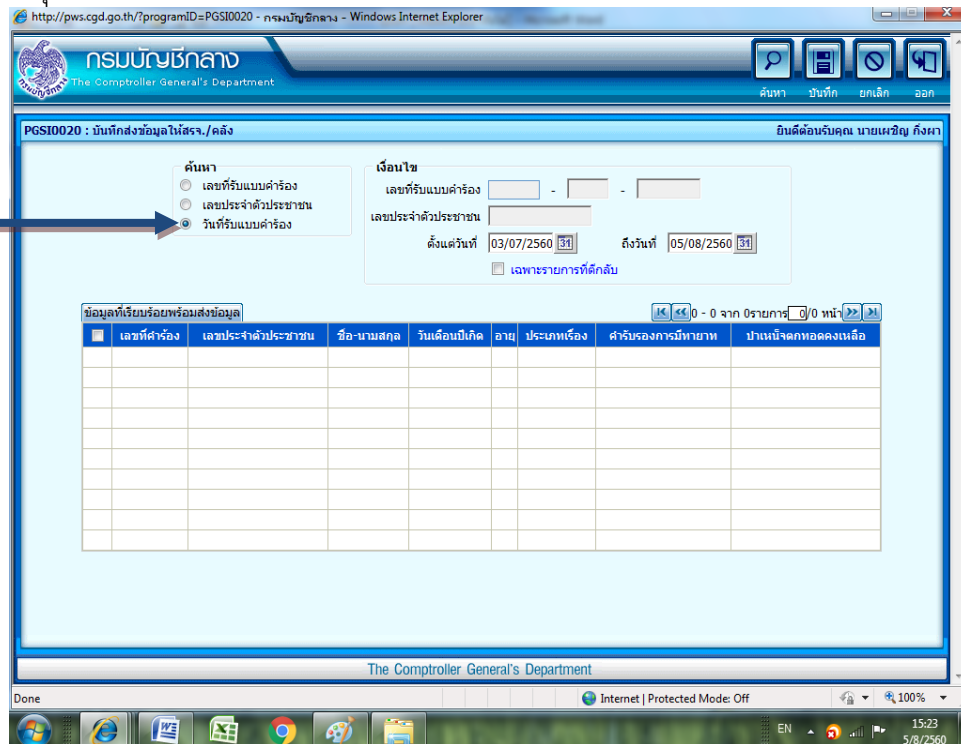 http://pws.cgd.go.th/?programID=PGSI0020 - กรมบัญชีกลาง - Windows Internet Explorer
กรมบัญชีกลาง
The Comptroller General's Department
ค้นหา บันทึก ยกเลิก ออก
PGSI0020 : บันทึกส่งข้อมูลให้สรจ./คลัง ยินดีต้อนรับคุณ นายเผชิญ กิ่งผา
ค้นหา เงื่อนไข
เลขที่รับแบบคำร้อง เลขที่รับแบบคำร้อง - -
เลขประจำตัวประชาชน เลขประจำตัวประชาชน
วันที่รับแบบคำร้อง ตั้งแต่วันที่ 03/07/2560 31 ถึงวันที่ 05/08/2560 31
เฉพาะรายการที่ตีกลับ
ข้อมูลที่เรียบร้อยพร้อมส่งข้อมูล 0 - 0 จาก 0รายการ 0/0 หน้า
เลขที่คำร้อง เลขประจำตัวประชาชน ชื่อ-นามสกุล วันเดือนปีเกิด อายุ ประเภทเรื่อง คำรับรองการมีทายาท บำเหน็จตกทอดคงเหลือ
The Comptroller General's Department
Done Internet | Protected Mode: Off 100%
EN 15:23
5/8/2560